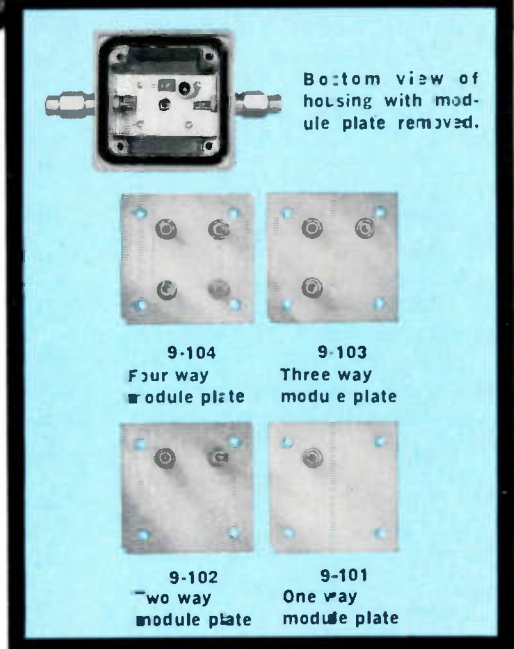 Bottom view of
housing with mod-
ule plate removed.
9-104
Four way
module plate
9-103
Three way
module plate
9-102
Two way
module plate
9-101
One way
module plate